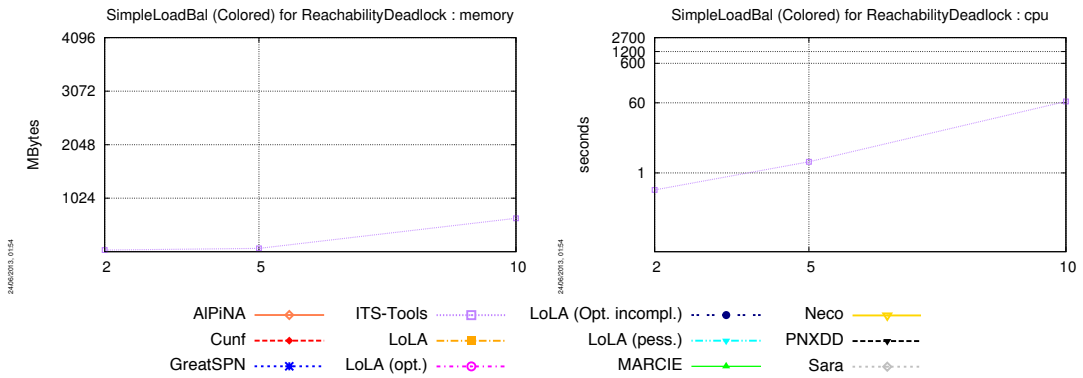 SimpleLoadBal (Colored) for ReachabilityDeadlock : memory
4096
3072
2048
1024
MBytes
2
5
10
24/06/2013, 01:54
SimpleLoadBal (Colored) for ReachabilityDeadlock : cpu
2700
1200
600
60
1
seconds
2
5
10
24/06/2013, 01:54
AlPiNA
Cunf
GreatSPN
ITS-Tools
LoLA
LoLA (opt.)
LoLA (Opt. incompl.)
LoLA (pess.)
MARCIE
Neco
PNXDD
Sara